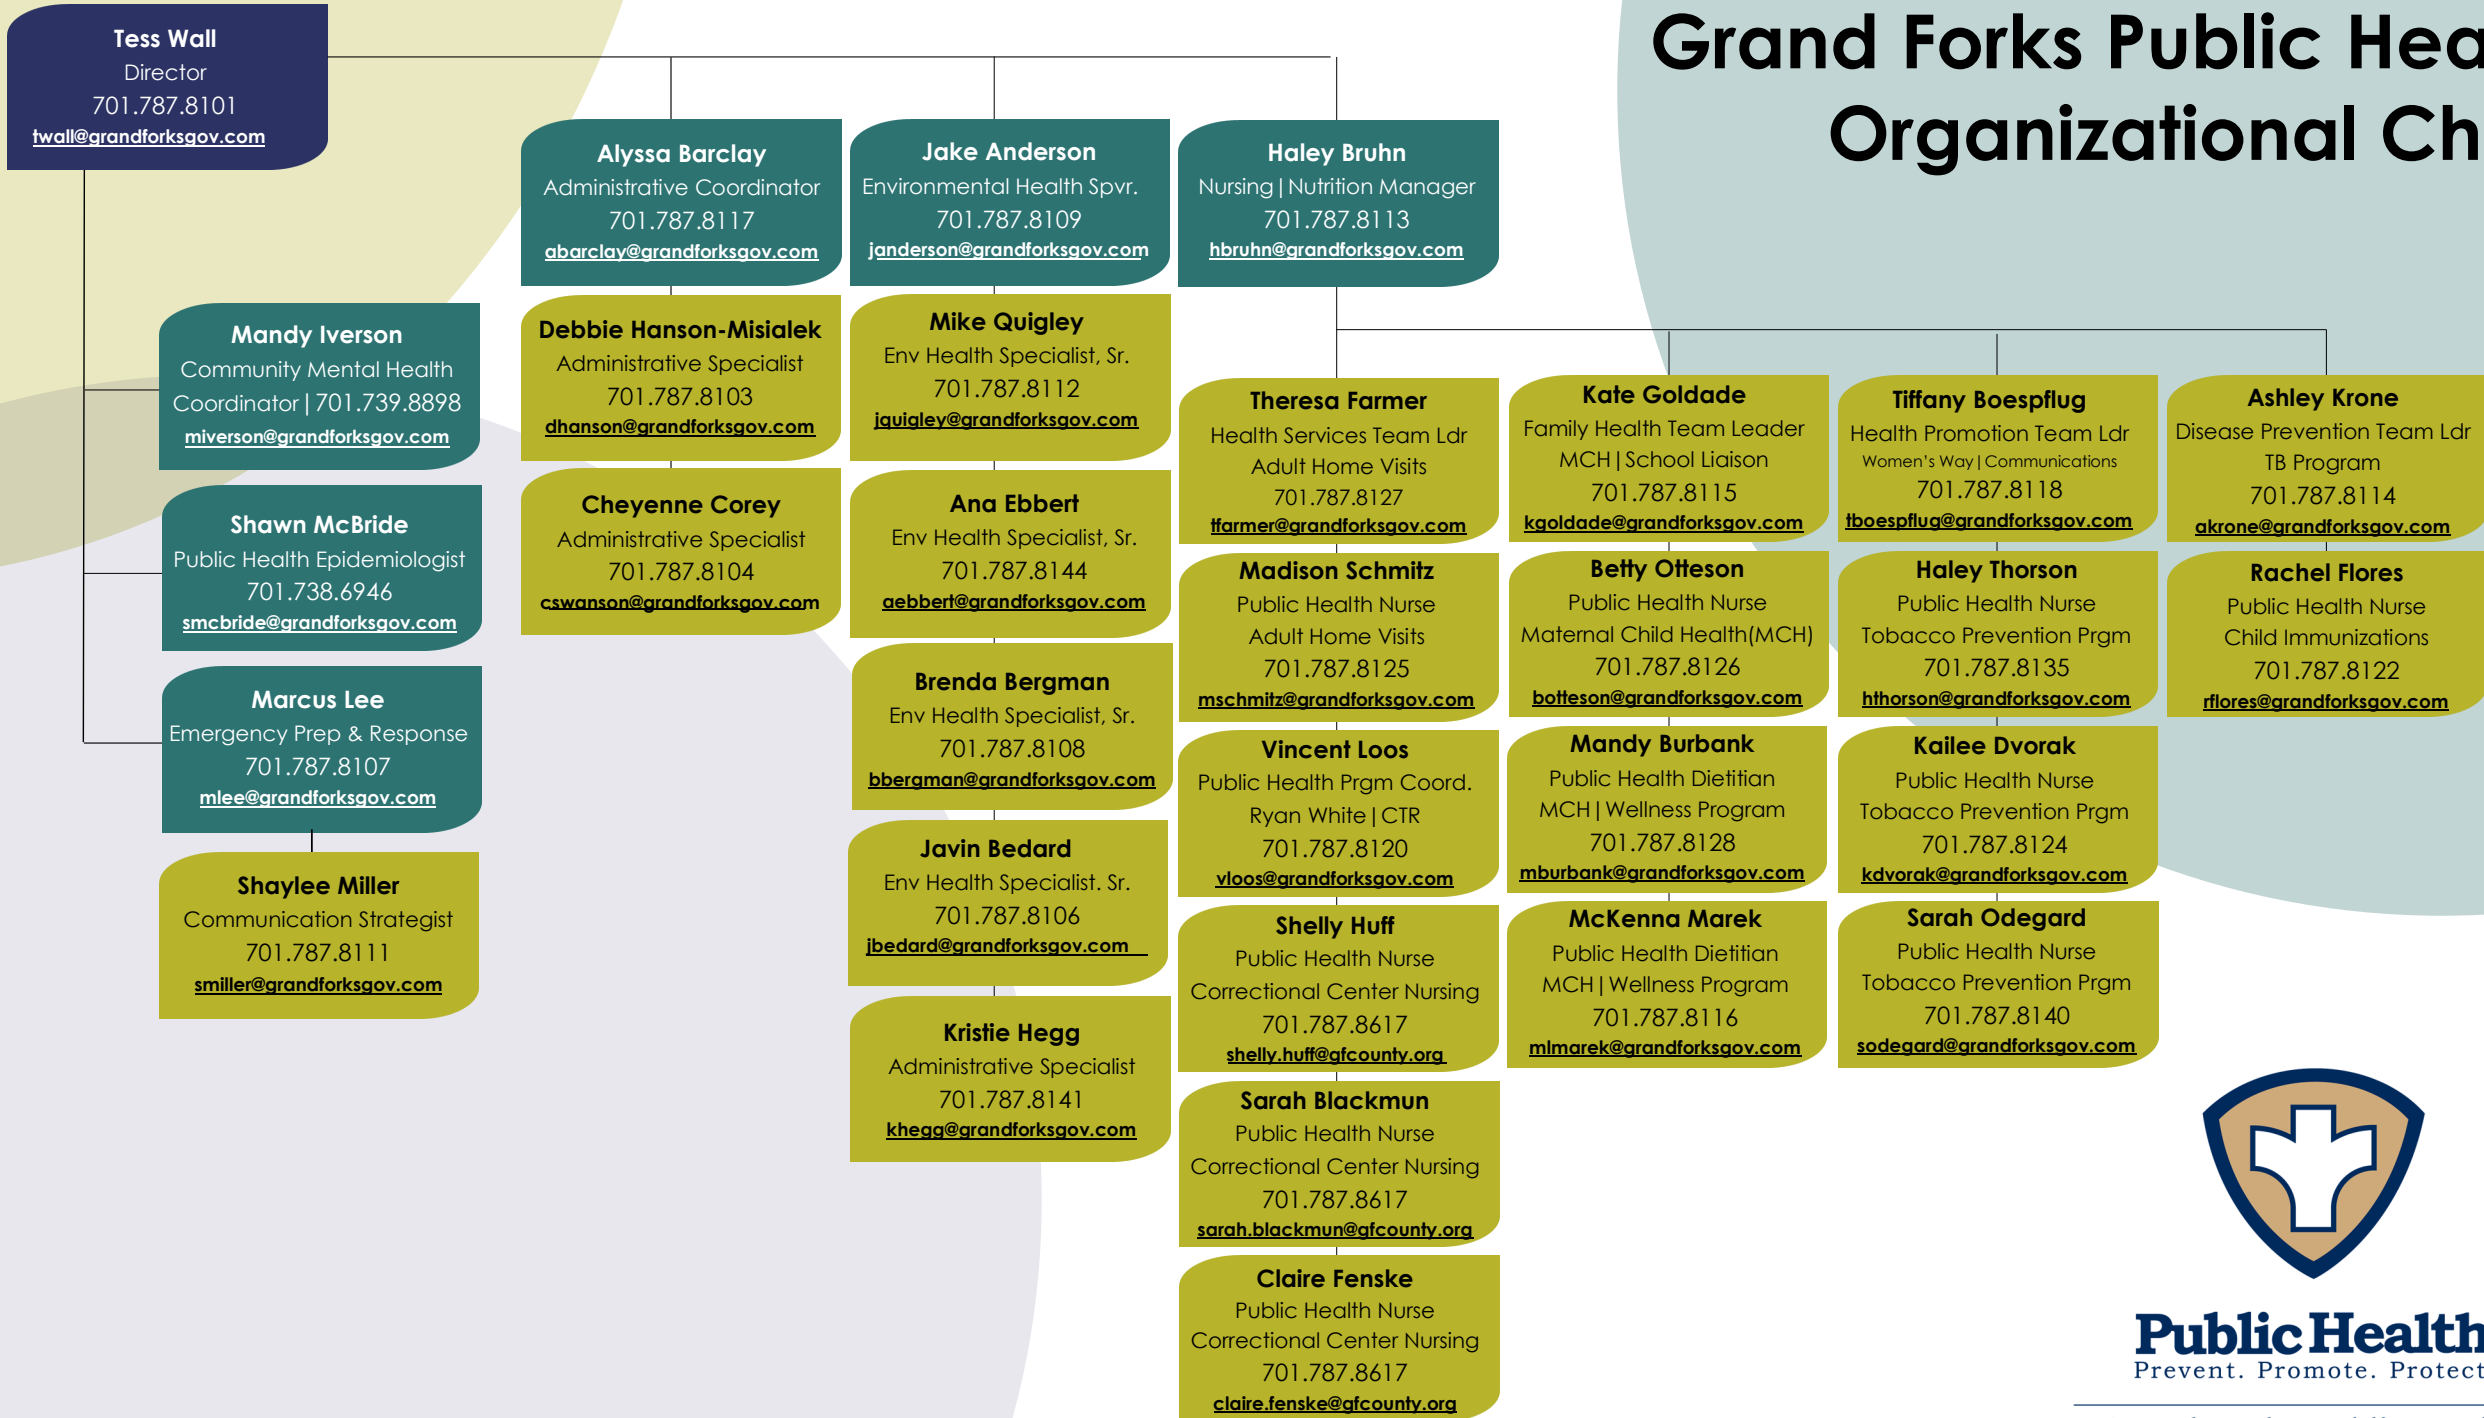 Grand Forks Public Hea
Organizational Ch
Tess Wall
Director
701.787.8101
twall@grandforksgov.com
Mandy Iverson
Community Mental Health
Coordinator|701.739.8898
miverson@grandforksgov.com
Shawn McBride
Public Health Epidemiologist
701.738.6946
smcbride@grandforksgov.com
Marcus Lee
Emergency Prep & Response
701.787.8107
mlee@grandforksgov.com
Shaylee Miller
Communication Strategist
701.787.8111
smiller@grandforksgov.com
Alyssa Barclay
Administrative Coordinator
701.787.8117
abarclay@grandforksgov.com
Debbie Hanson-Misialek
Administrative Specialist
701.787.8103
dhanson@grandforksgov.com
Cheyenne Corey
Administrative Specialist
701.787.8104
cswanson@grandforksgov.com
Jake Anderson
Environmental Health Spvr.
701.787.8109
janderson@grandforksgov.com
Mike Quigley
Env Health Specialist, Sr.
701.787.8112
jquigley@grandforksgov.com
Ana Ebbert
Env Health Specialist, Sr.
701.787.8144
aebbert@grandforksgov.com
Brenda Bergman
Env Health Specialist, Sr.
701.787.8108
bbergman@grandforksgov.com
Javin Bedard
Env Health Specialist. Sr.
701.787.8106
jbedard@grandforksgov.com
Kristie Hegg
Administrative Specialist
701.787.8141
khegg@grandforksgov.com
Haley Bruhn
Nursing|Nutrition Manager
701.787.8113
hbruhn@grandforksgov.com
Theresa Farmer
Health Services Team Ldr
Adult Home Visits
701.787.8127
tfarmer@grandforksgov.com
Madison Schmitz
Public Health Nurse
Adult Home Visits
701.787.8125
mschmitz@grandforksgov.com
Vincent Loos
Public Health Prgm Coord.
Ryan White|CTR
701.787.8120
vloos@grandforksgov.com
Shelly Huff
Public Health Nurse
Correctional Center Nursing
701.787.8617
shelly.huff@gfcounty.org
Sarah Blackmun
Public Health Nurse
Correctional Center Nursing
701.787.8617
sarah.blackmun@gfcounty.org
Claire Fenske
Public Health Nurse
Correctional Center Nursing
701.787.8617
claire.fenske@gfcounty.org
Kate Goldade
Family Health Team Leader
MCH|School Liaison
701.787.8115
kgoldade@grandforksgov.com
Betty Otteson
Public Health Nurse
Maternal Child Health(MCH)
701.787.8126
botteson@grandforksgov.com
Mandy Burbank
Public Health Dietitian
MCH|Wellness Program
701.787.8128
mburbank@grandforksgov.com
McKenna Marek
Public Health Dietitian
MCH|Wellness Program
701.787.8116
mlmarek@grandforksgov.com
Tiffany Boespflug
Health Promotion Team Ldr
Women's Way|Communications
701.787.8118
tboespflug@grandforksgov.com
Haley Thorson
Public Health Nurse
Tobacco Prevention Prgm
701.787.8135
hthorson@grandforksgov.com
Kailee Dvorak
Public Health Nurse
Tobacco Prevention Prgm
701.787.8124
kdvorak@grandforksgov.com
Sarah Odegard
Public Health Nurse
Tobacco Prevention Prgm
701.787.8140
sodegard@grandforksgov.com
Ashley Krone
Disease Prevention Team Ldr
TB Program
701.787.8114
akrone@grandforksgov.com
Rachel Flores
Public Health Nurse
Child Immunizations
701.787.8122
rflores@grandforksgov.com
Public Health
Prevent. Promote. Protect